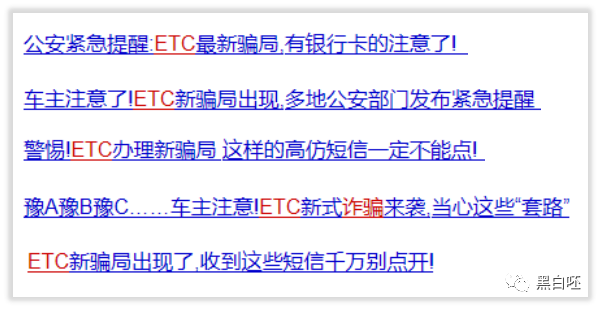 公安紧急提醒:ETC最新骗局,有银行卡的注意了!
车主注意了!ETC新骗局出现,多地公安部门发布紧急提醒
警惕!ETC办理新骗局,这样的高仿短信一定不能点!
豫A豫B豫C……车主注意!ETC新式诈骗来袭,当心这些“套路”
ETC新骗局出现了,收到这些短信千万别点开!
黑白呸